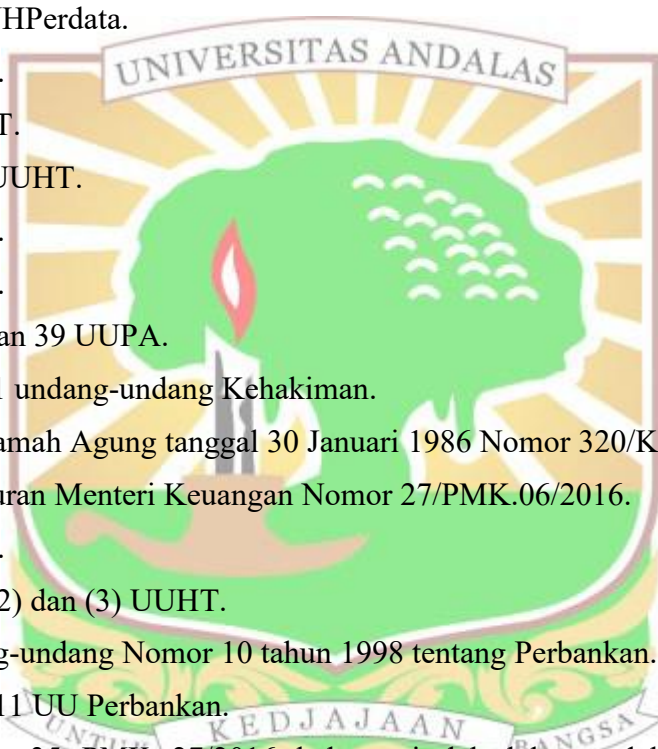 HPerdata.
UNIVERSITAS ANDALAS
.
T.
UUHT.
.
.
an 39 UUPA.
undang-undang Kehakiman.
amah Agung tanggal 30 Januari 1986 Nomor 320/K
uran Menteri Keuangan Nomor 27/PMK.06/2016.
.
2) dan (3) UUHT.
g-undang Nomor 10 tahun 1998 tentang Perbankan.
11 UU Perbankan.
UNTUK KEDJAJAAN BANGSA